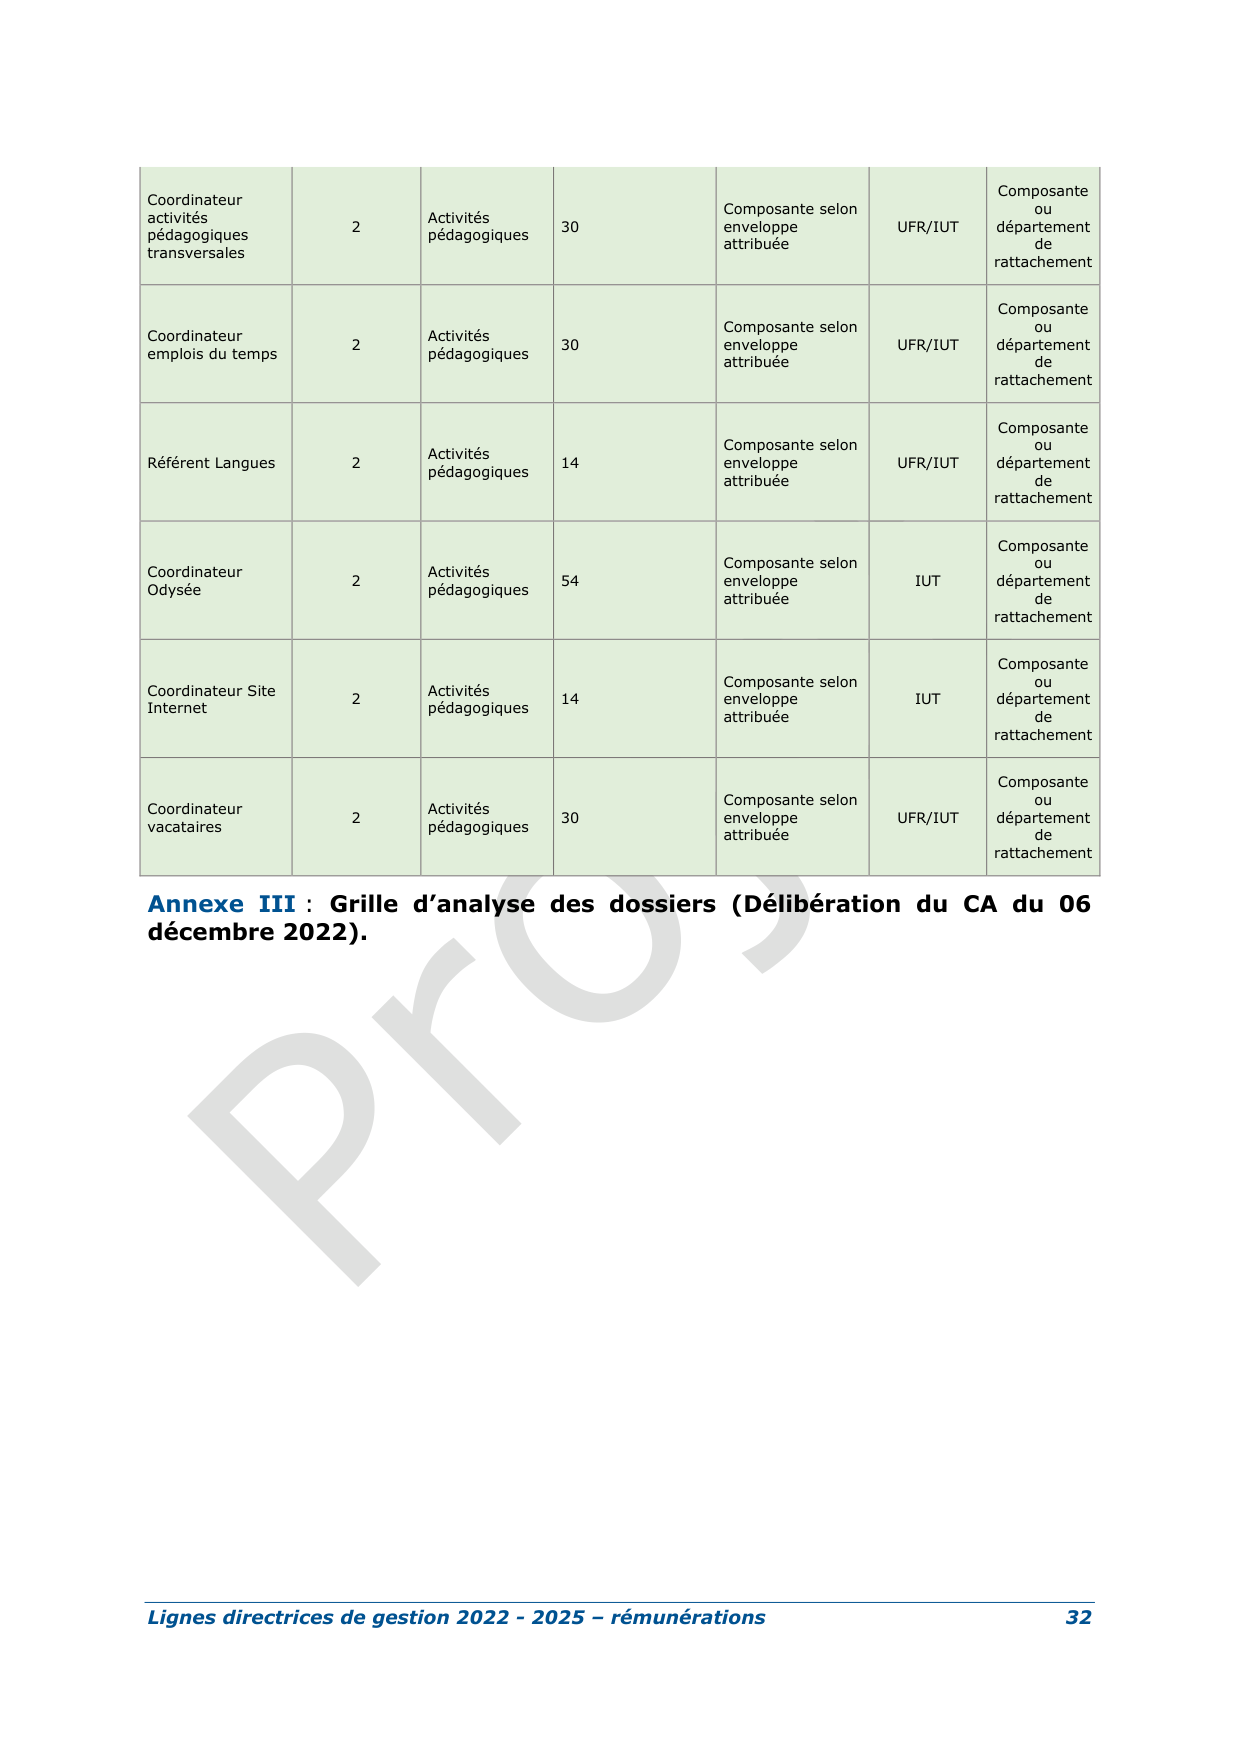 Coordinateur
activités
pédagogiques
transversales
2
Activités
pédagogiques
30
Composante selon
enveloppe
attribuée
UFR/IUT
Composante
ou
département
de
rattachement
Coordinateur
emplois du temps
2
Activités
pédagogiques
30
Composante selon
enveloppe
attribuée
UFR/IUT
Composante
ou
département
de
rattachement
Référent Langues
2
Activités
pédagogiques
14
Composante selon
enveloppe
attribuée
UFR/IUT
Composante
ou
département
de
rattachement
Coordinateur
Odysée
2
Activités
pédagogiques
54
Composante selon
enveloppe
attribuée
IUT
Composante
ou
département
de
rattachement
Coordinateur Site
Internet
2
Activités
pédagogiques
14
Composante selon
enveloppe
attribuée
IUT
Composante
ou
département
de
rattachement
Coordinateur
vacataires
2
Activités
pédagogiques
30
Composante selon
enveloppe
attribuée
UFR/IUT
Composante
ou
département
de
rattachement
Annexe III : Grille d’analyse des dossiers (Délibération du CA du 06
décembre 2022).
Proj
Lignes directrices de gestion 2022 - 2025 – rémunérations 32